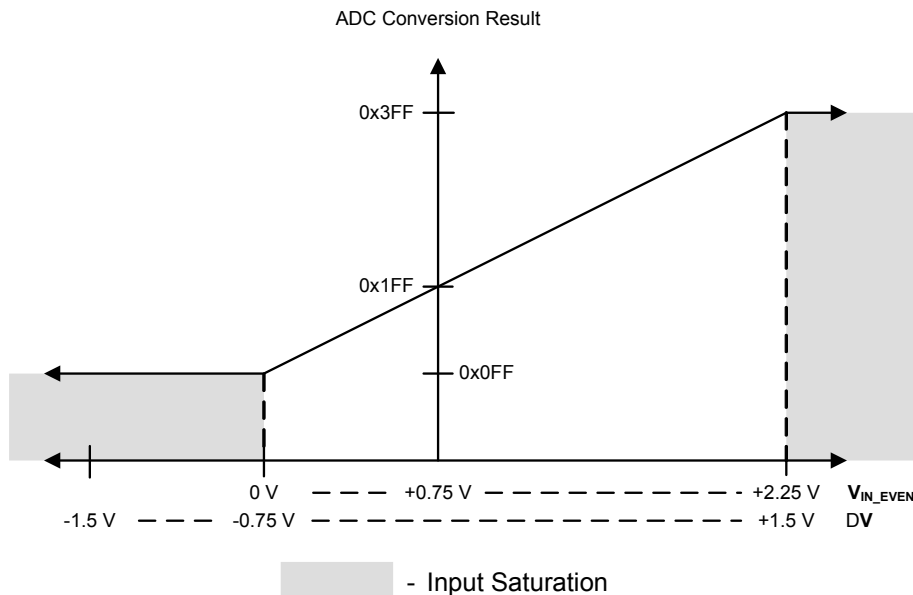 ADC Conversion Result
0x3FF
0x1FF
0x0FF
0 V +0.75 V +2.25 V VIN_EVEN
-1.5 V -0.75 V +1.5 V DV
- Input Saturation